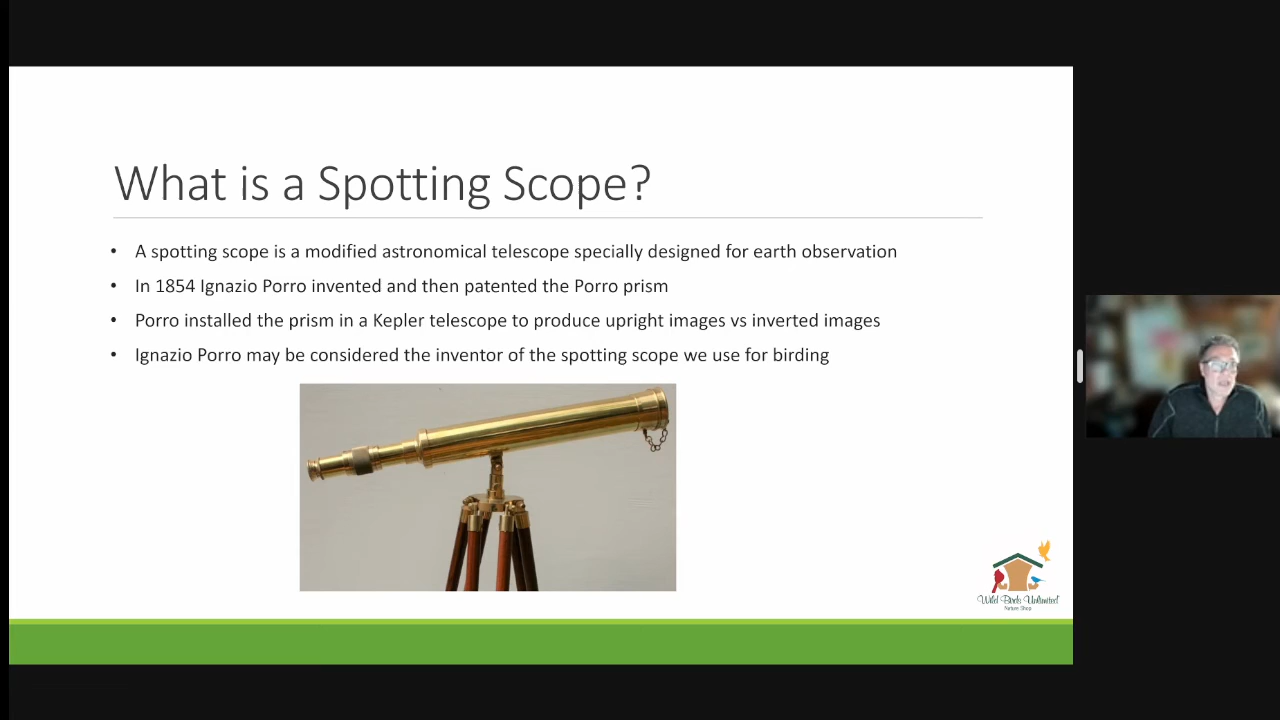 What is a Spotting Scope?
• A spotting scope is a modified astronomical telescope specially designed for earth observation
• In 1854 Ignazio Porro invented and then patented the Porro prism
• Porro installed the prism in a Kepler telescope to produce upright images vs inverted images
• Ignazio Porro may be considered the inventor of the spotting scope we use for birding
Wild Birds Unlimited
Nature Shop